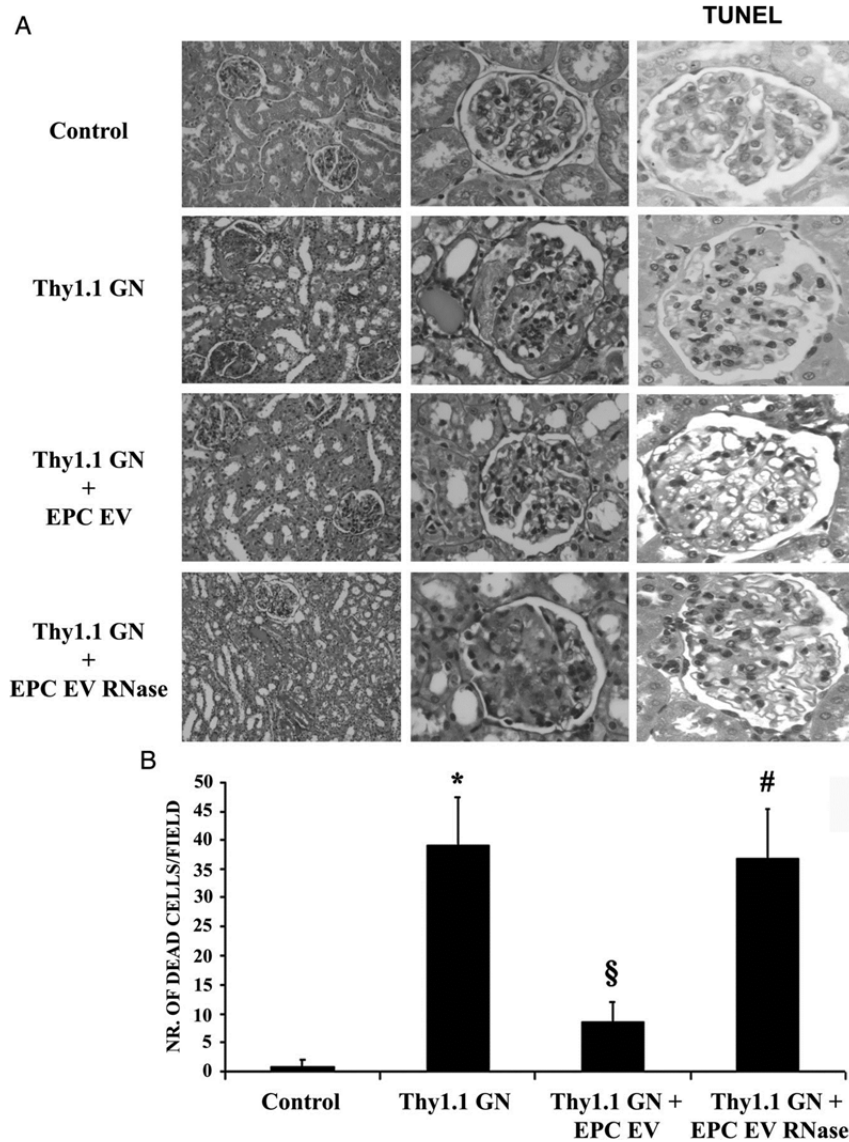 A
TUNEL
Control
Thy1.1 GN
Thy1.1 GN
+
EPC EV
Thy1.1 GN
+
EPC EV RNase
B
NR. OF DEAD CELLS/FIELD
50
45
40
35
30
25
20
15
10
5
0
*
§
#
Control
Thy1.1 GN
Thy1.1 GN +
EPC EV
Thy1.1 GN +
EPC EV RNase